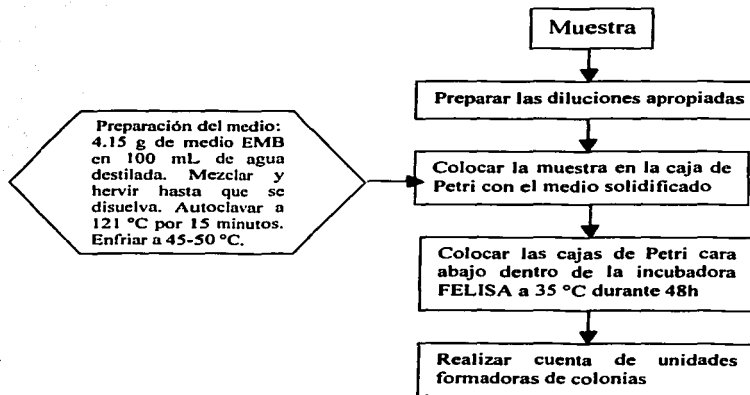 Muestra
Preparar las diluciones apropiadas
Preparación del medio:
4.15 g de medio EMB
en 100 mL de agua
destilada. Mezclar y
hervir hasta que se
disuelva. Autoclavar a
121 °C por 15 minutos.
Enfriar a 45-50 °C.
Colocar la muestra en la caja de
Petri con el medio solidificado
Colocar las cajas de Petri cara
abajo dentro de la incubadora
FELISA a 35 °C durante 48h
Realizar cuenta de unidades
formadoras de colonias